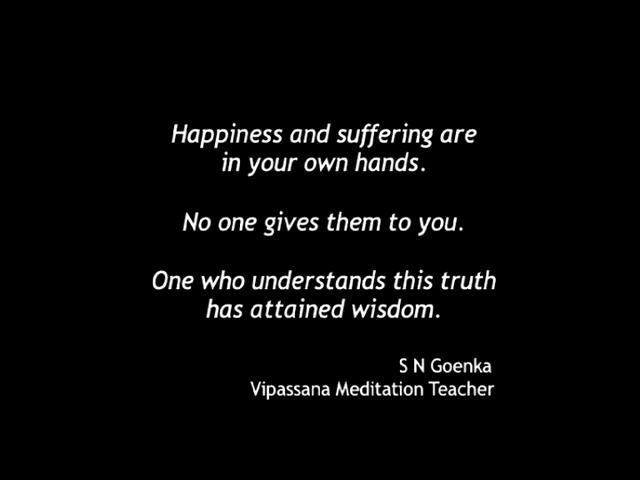 Happiness and suffering are
in your own hands.
No one gives them to you.
One who understands this truth
has attained wisdom.
S N Goenka
Vipassana Meditation Teacher